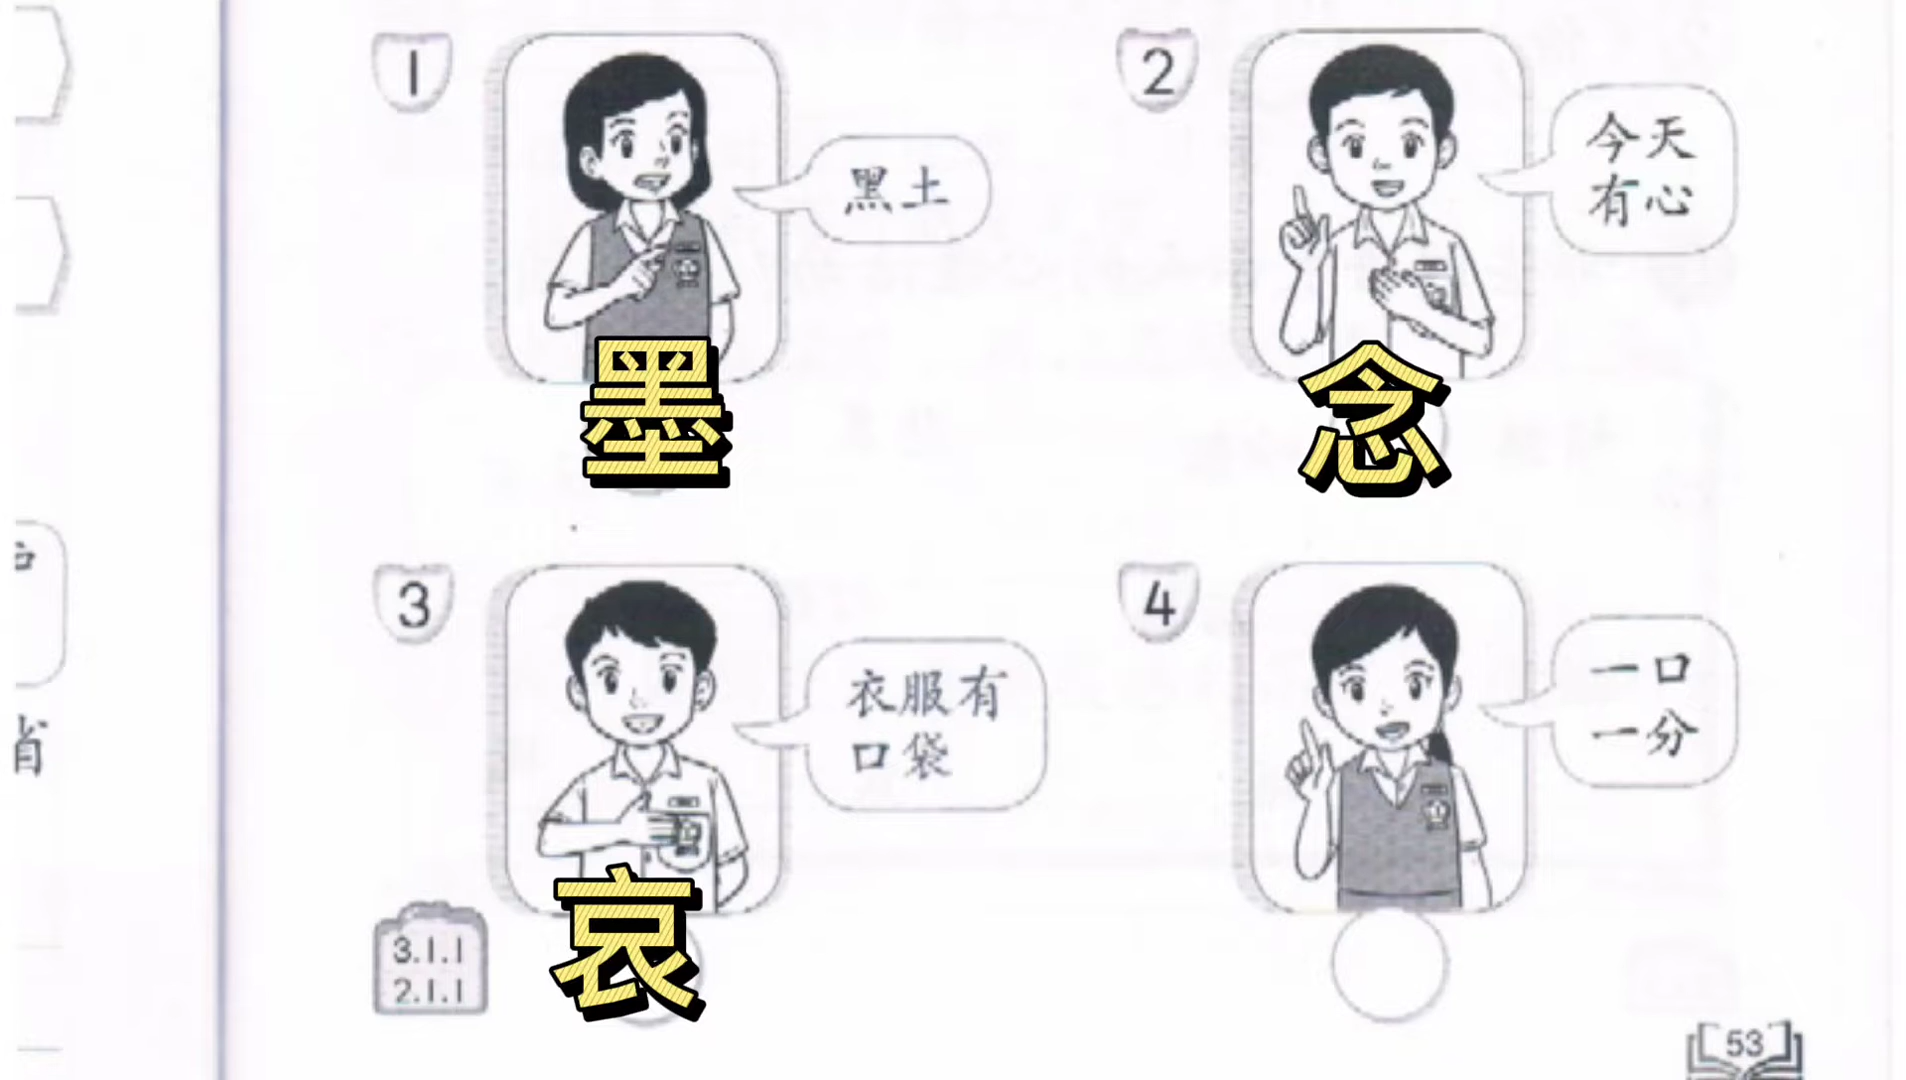 1
黑土
墨
2
今天
有心
念
3
衣服有
口袋
哀
4
一口
一分
3.1.1
2.1.1
省
53